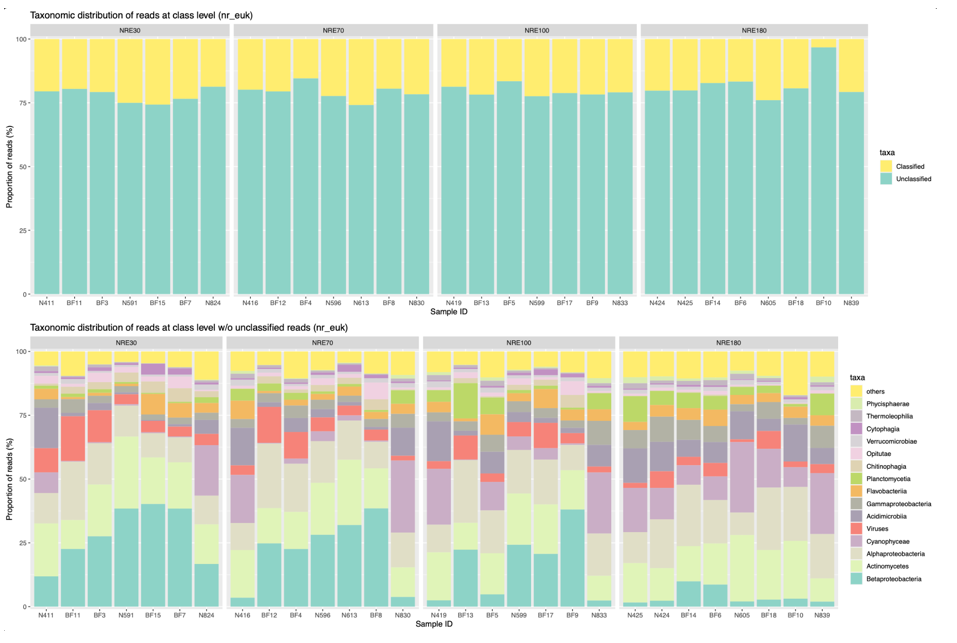 Taxonomic distribution of reads at class level (nr_euk)
NRE30 NRE70 NRE100 NRE180
100
75
50
25
0
Proportion of reads (%)
N411 BF11 BF3 N591 BF15 BF7 N824 N416 BF12 BF4 N596 N613 BF8 N830 N419 BF13 BF5 N599 BF17 BF9 N833 N424 N425 BF14 BF6 N605 BF18 BF10 N839
Sample ID
taxa
Classified
Unclassified
Taxonomic distribution of reads at class level w/o unclassified reads (nr_euk)
NRE30 NRE70 NRE100 NRE180
100
75
50
25
0
Proportion of reads (%)
N411 BF11 BF3 N591 BF15 BF7 N824 N416 BF12 BF4 N596 N613 BF8 N830 N419 BF13 BF5 N599 BF17 BF9 N833 N425 N424 BF14 BF6 N605 BF18 BF10 N839
Sample ID
taxa
others
Phycisphaerae
Thermoleophilia
Cytophagia
Verrucomicrobiae
Opitutae
Chitinophagia
Planctomycetia
Flavobacteriia
Gammaproteobacteria
Acidimicrobiia
Viruses
Cyanophyceae
Alphaproteobacteria
Actinomycetes
Betaproteobacteria